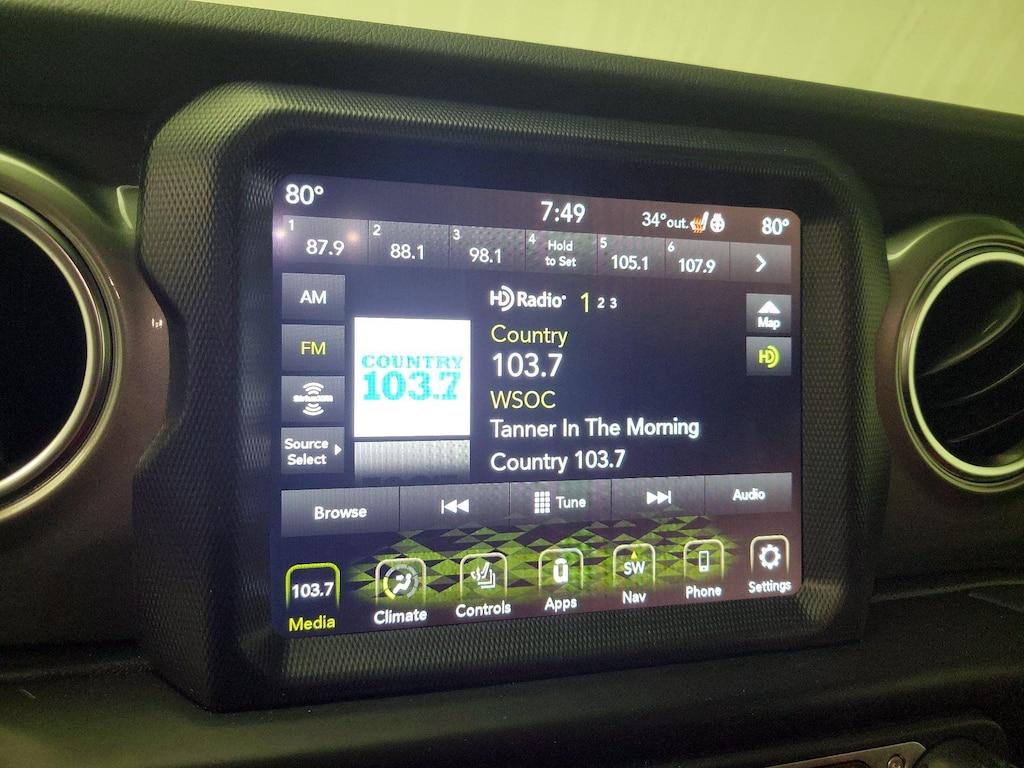 80° 7:49 34°out. 80°
1 87.9 2 88.1 3 98.1 4 Hold to Set 5 105.1 6 107.9
AM
FM
SiriusXM
Source
Select
COUNTRY
103.7
HD Radio 1 2 3
Country
103.7
WSOC
Tanner In The Morning
Country 103.7
Map
HD
Browse Tune Audio
103.7 SW
Media Climate Controls Apps Nav Phone Settings